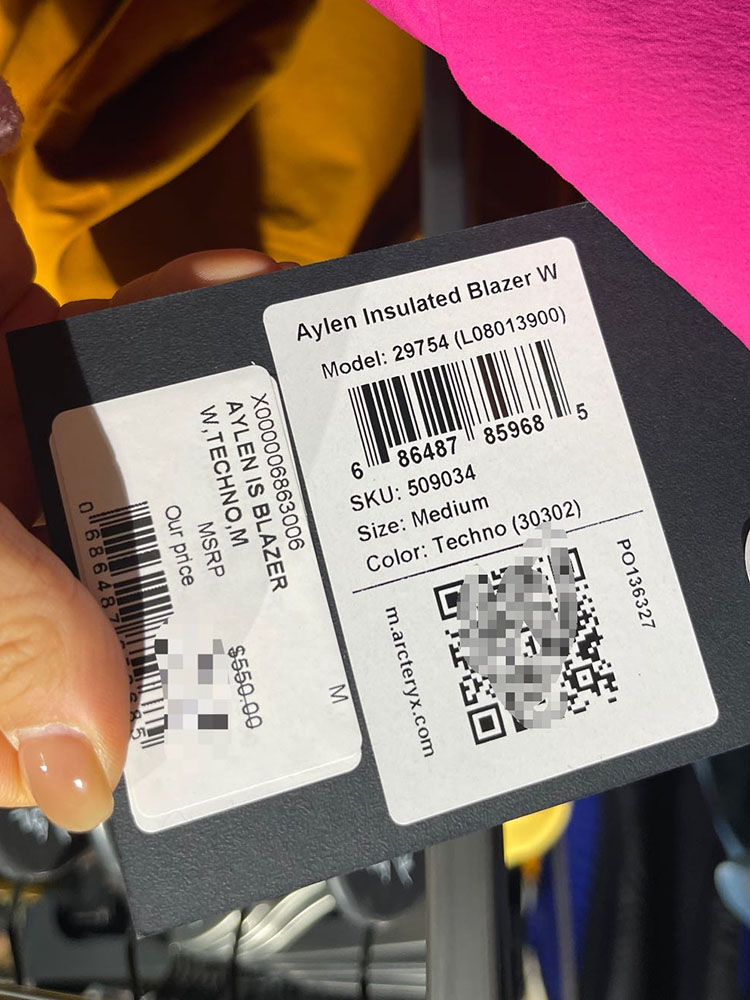 Aylen Insulated Blazer W
Model: 29754 (L08013900)
6 86487 85968 5
SKU: 509034
Size: Medium
Color: Techno (30302)
m.arcteryx.com
PO136327
X000006863006
AYLEN IS BLAZER
W,TECHNO,M
MSRP $550.00
Our price
M